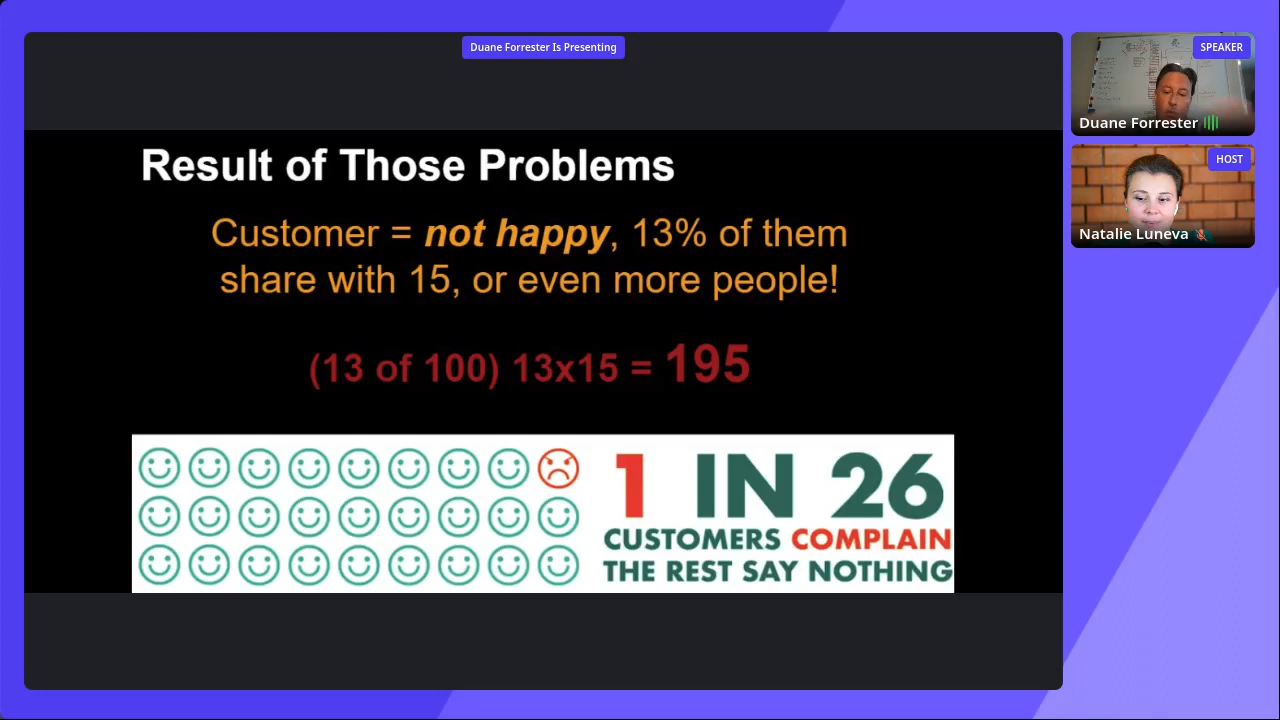 Duane Forrester Is Presenting
Result of Those Problems
Customer = not happy, 13% of them
share with 15, or even more people!
(13 of 100) 13x15 = 195
1 IN 26
CUSTOMERS COMPLAIN
THE REST SAY NOTHING
SPEAKER
Duane Forrester
HOST
Natalie Luneva